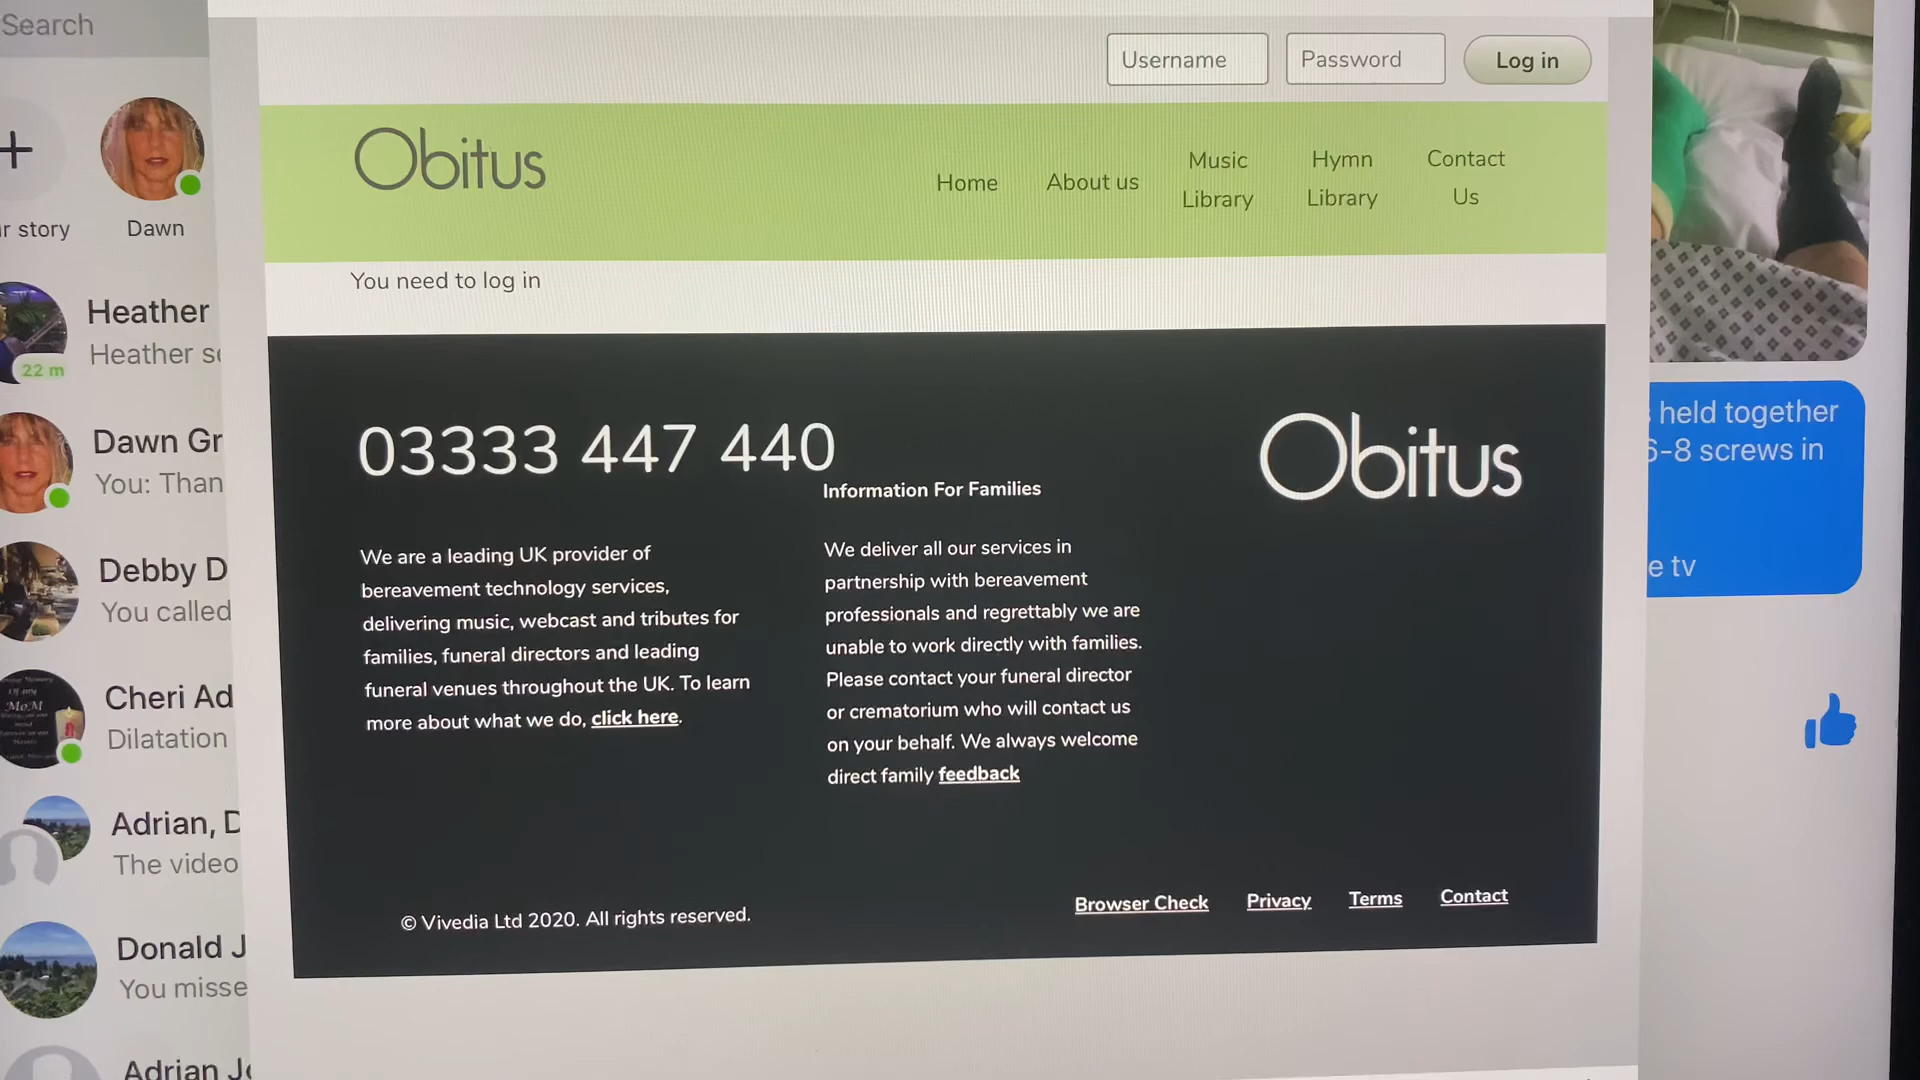 Search
Username
Password
Log in
Obitus
Home
About us
Music
Library
Hymn
Library
Contact
Us
You need to log in
03333 447 440
We are a leading UK provider of
bereavement technology services,
delivering music, webcast and tributes for
families, funeral directors and leading
funeral venues throughout the UK. To learn
more about what we do, click here.
Information For Families
We deliver all our services in
partnership with bereavement
professionals and regrettably we are
unable to work directly with families.
Please contact your funeral director
or crematorium who will contact us
on your behalf. We always welcome
direct family feedback
Obitus
© Vivedia Ltd 2020. All rights reserved.
Browser Check
Privacy
Terms
Contact
story
Dawn
Heather
Heather
22 m
Dawn Gr
You: Than
Debby D
You called
Cheri Ad
Dilatation
Adrian, D
The video
Donald J
You misse
Adrian
held together
6-8 screws in
e tv